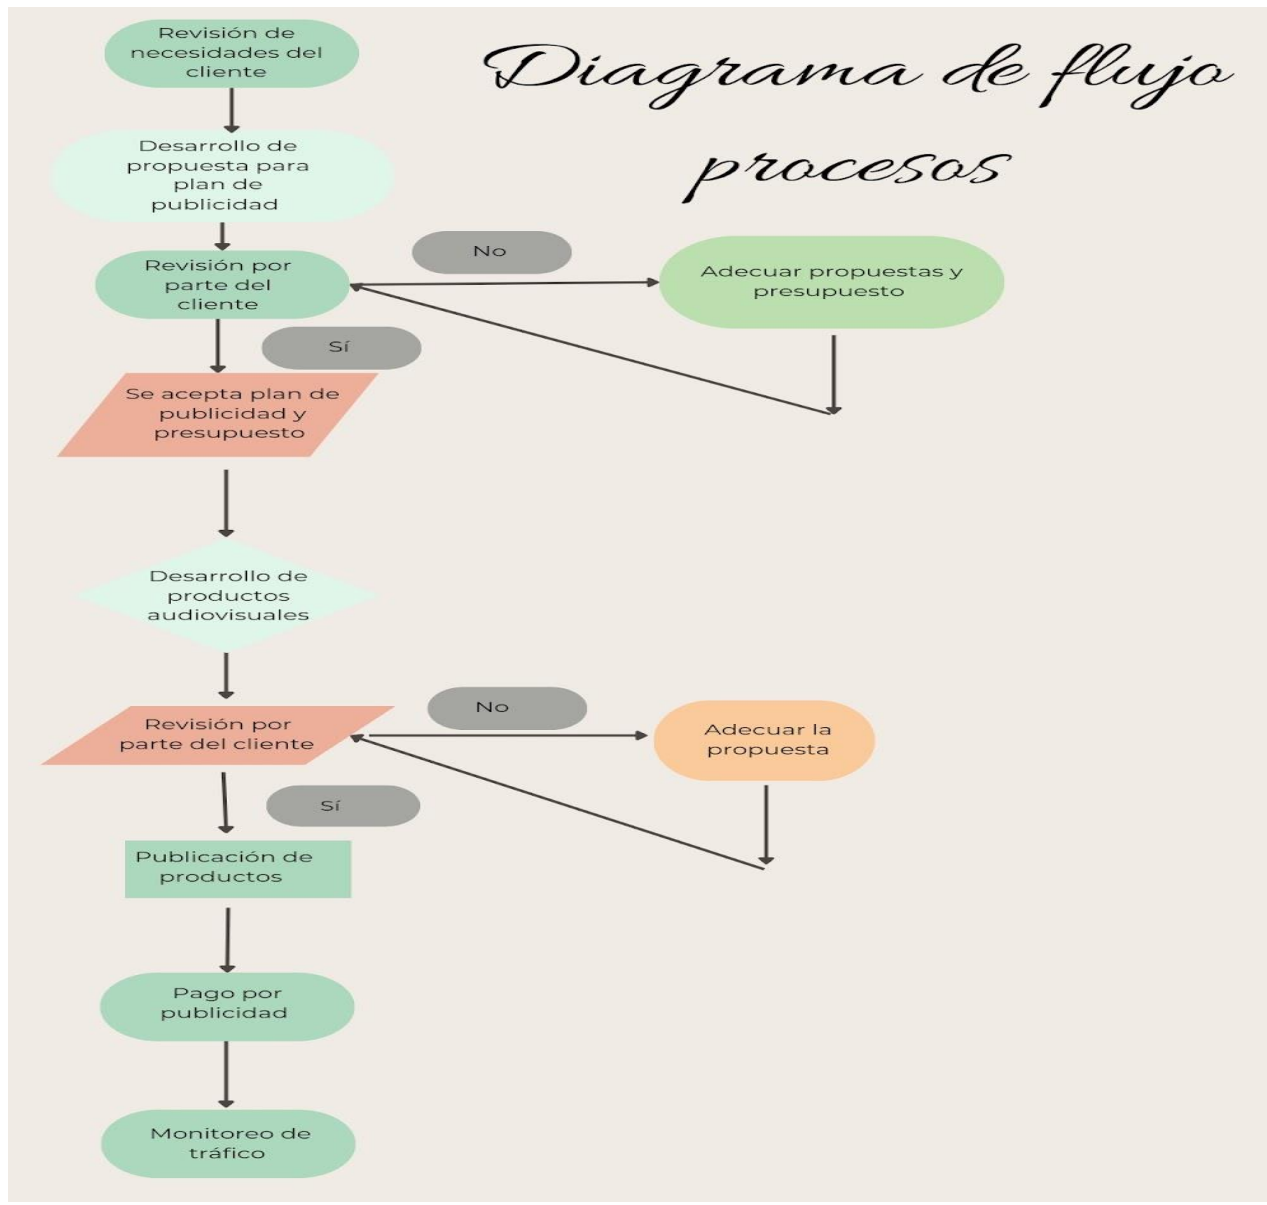 Diagrama de flujo
procesos
Revisión de
necesidades del
cliente
Desarrollo de
propuesta para
plan de
publicidad
Revisión por
parte del
cliente
No
Adecuar propuestas y
presupuesto
Sí
Se acepta plan de
publicidad y
presupuesto
Desarrollo de
productos
audiovisuales
Revisión por
parte del cliente
No
Adecuar la
propuesta
Sí
Publicación de
productos
Pago por
publicidad
Monitoreo de
tráfico